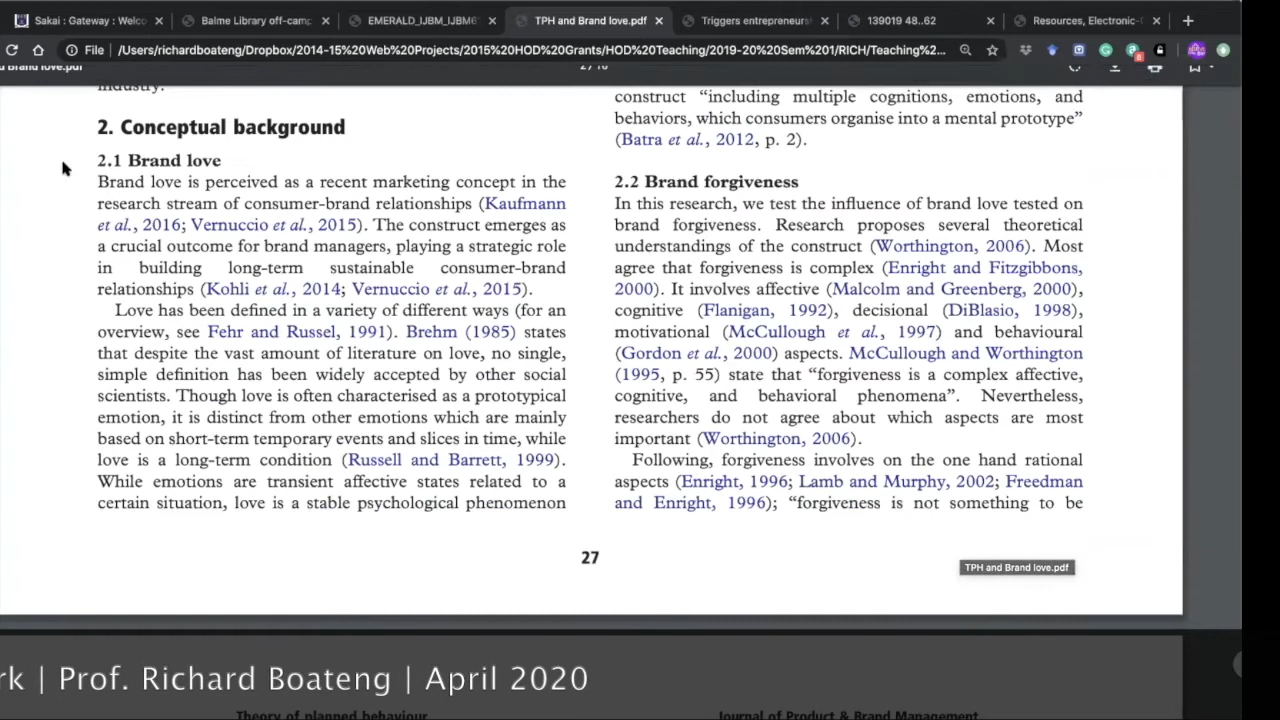 Sakai : Gateway : Welco
Balme Library off-camp
EMERALD_IJBM_IJBM6
TPH and Brand love.pdf
Triggers entrepreneurs
139019 48..62
Resources, Electronic-
File
/Users/richardboateng/Dropbox/2014-15%20Web%20Projects/2015%20HOD%20Grants/HOD%20Teaching/2019-20%20Sem%201/RICH/Teaching%2...
industry.
2. Conceptual background
2.1 Brand love
Brand love is perceived as a recent marketing concept in the
research stream of consumer-brand relationships (Kaufmann
et al., 2016; Vernuccio et al., 2015). The construct emerges as
a crucial outcome for brand managers, playing a strategic role
in building long-term sustainable consumer-brand
relationships (Kohli et al., 2014; Vernuccio et al., 2015).
Love has been defined in a variety of different ways (for an
overview, see Fehr and Russel, 1991). Brehm (1985) states
that despite the vast amount of literature on love, no single,
simple definition has been widely accepted by other social
scientists. Though love is often characterised as a prototypical
emotion, it is distinct from other emotions which are mainly
based on short-term temporary events and slices in time, while
love is a long-term condition (Russell and Barrett, 1999).
While emotions are transient affective states related to a
certain situation, love is a stable psychological phenomenon
construct “including multiple cognitions, emotions, and
behaviors, which consumers organise into a mental prototype”
(Batra et al., 2012, p. 2).
2.2 Brand forgiveness
In this research, we test the influence of brand love tested on
brand forgiveness. Research proposes several theoretical
understandings of the construct (Worthington, 2006). Most
agree that forgiveness is complex (Enright and Fitzgibbons,
2000). It involves affective (Malcolm and Greenberg, 2000),
cognitive (Flanigan, 1992), decisional (DiBlasio, 1998),
motivational (McCullough et al., 1997) and behavioural
(Gordon et al., 2000) aspects. McCullough and Worthington
(1995, p. 55) state that “forgiveness is a complex affective,
cognitive, and behavioral phenomena”. Nevertheless,
researchers do not agree about which aspects are most
important (Worthington, 2006).
Following, forgiveness involves on the one hand rational
aspects (Enright, 1996; Lamb and Murphy, 2002; Freedman
and Enright, 1996); “forgiveness is not something to be
27
TPH and Brand love.pdf
rk | Prof. Richard Boateng | April 2020
Theory of planned behaviour
Journal of Product & Brand Management